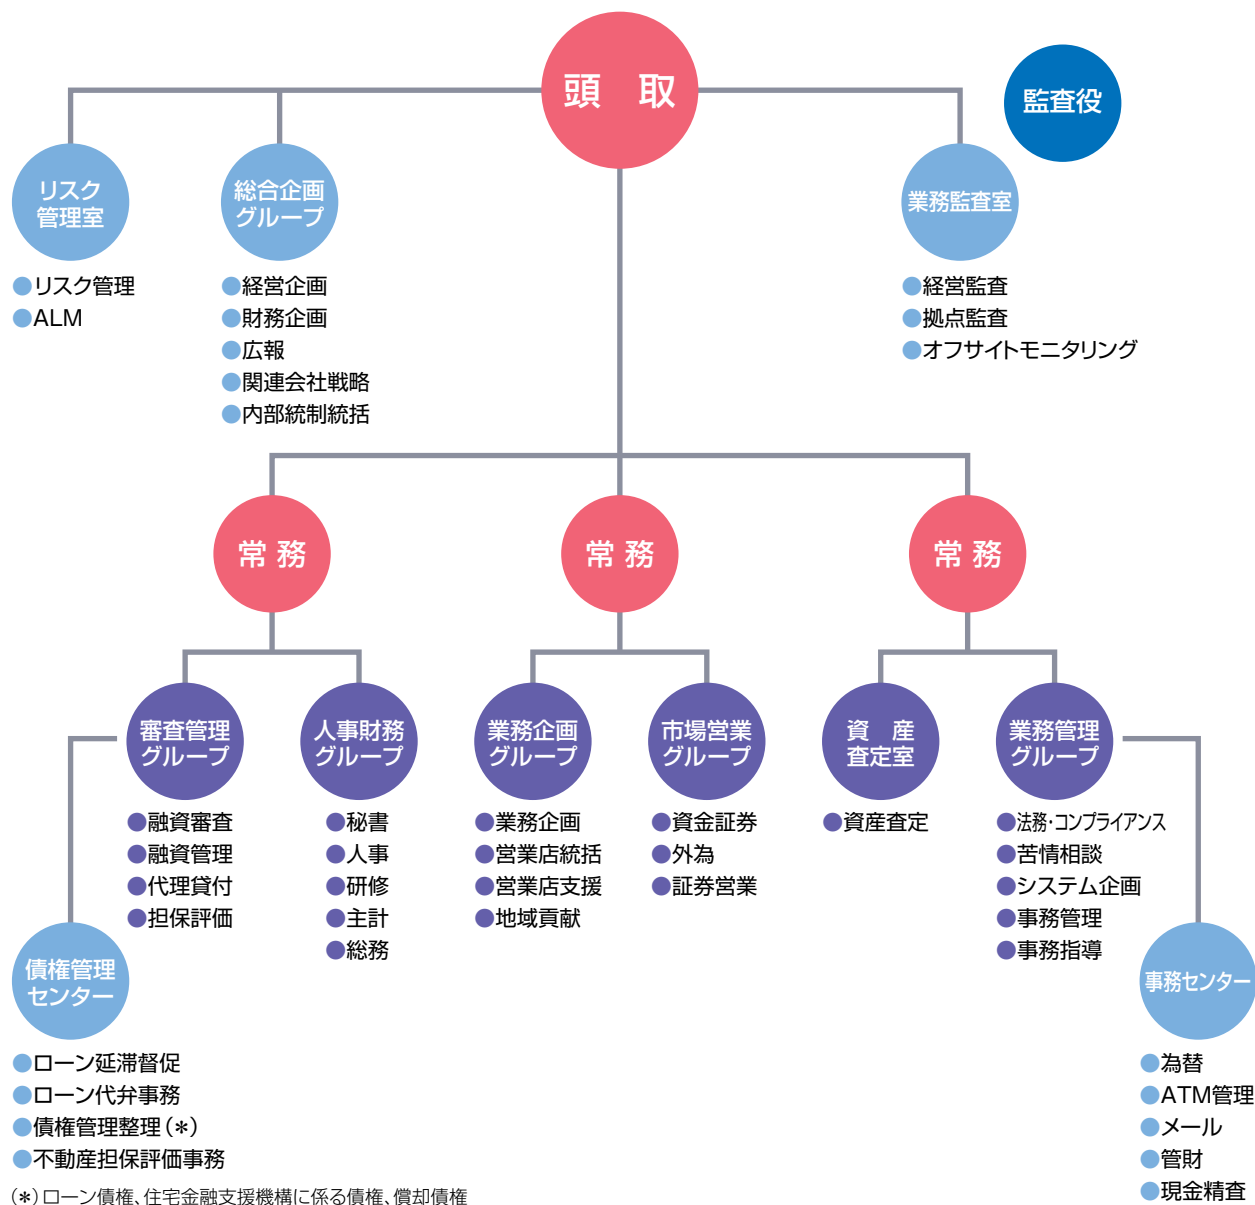 頭　取
監査役
リスク
管理室
●リスク管理
●ALM
総合企画
グループ
●経営企画
●財務企画
●広報
●関連会社戦略
●内部統制統括
業務監査室
●経営監査
●拠点監査
●オフサイトモニタリング
常 務
常 務
常 務
審査管理
グループ
●融資審査
●融資管理
●代理貸付
●担保評価
人事財務
グループ
●秘書
●人事
●研修
●主計
●総務
業務企画
グループ
●業務企画
●営業店統括
●営業店支援
●地域貢献
市場営業
グループ
●資金証券
●外為
●証券営業
資　産
査定室
●資産査定
業務管理
グループ
●法務・コンプライアンス
●苦情相談
●システム企画
●事務管理
●事務指導
債権管理
センター
●ローン延滞督促
●ローン代弁事務
●債権管理整理(＊)
●不動産担保評価事務
事務センター
●為替
●ATM管理
●メール
●管財
●現金精査
(＊)ローン債権、住宅金融支援機構に係る債権、償却債権